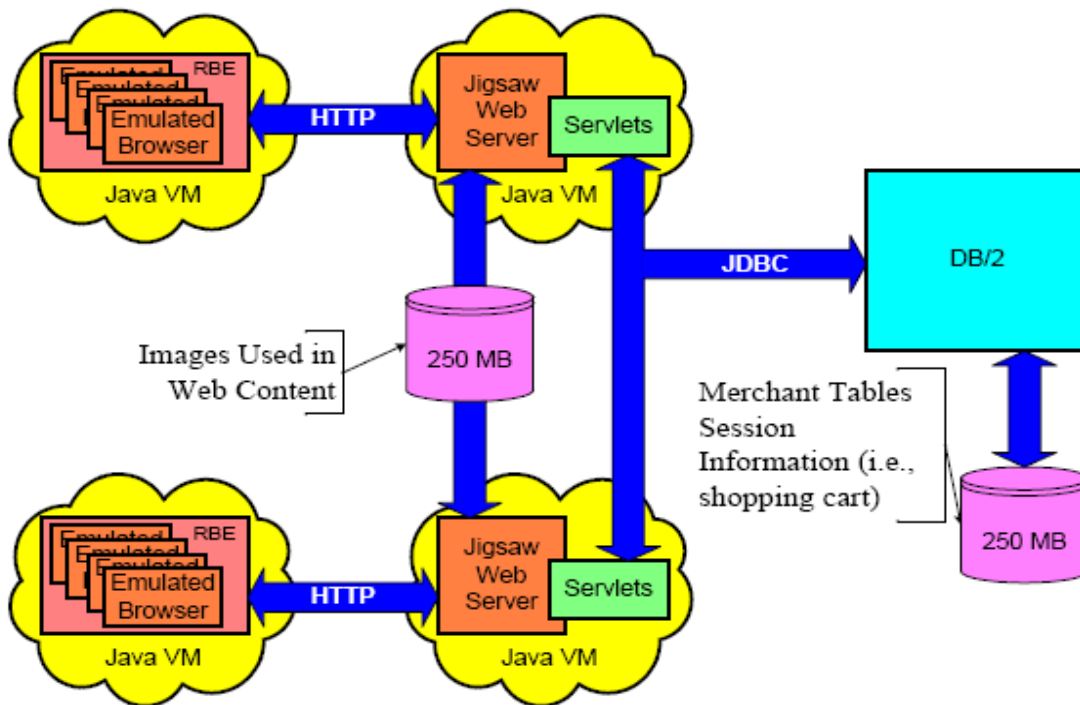 RBE
Emulated
Emulated
Emulated
Emulated
Browser
Java VM
HTTP
Jigsaw
Web
Server
Servlets
Java VM
JDBC
DB/2
Images Used in
Web Content
250 MB
Merchant Tables
Session
Information (i.e.,
shopping cart)
250 MB
RBE
Emulated
Emulated
Emulated
Emulated
Browser
Java VM
HTTP
Jigsaw
Web
Server
Servlets
Java VM